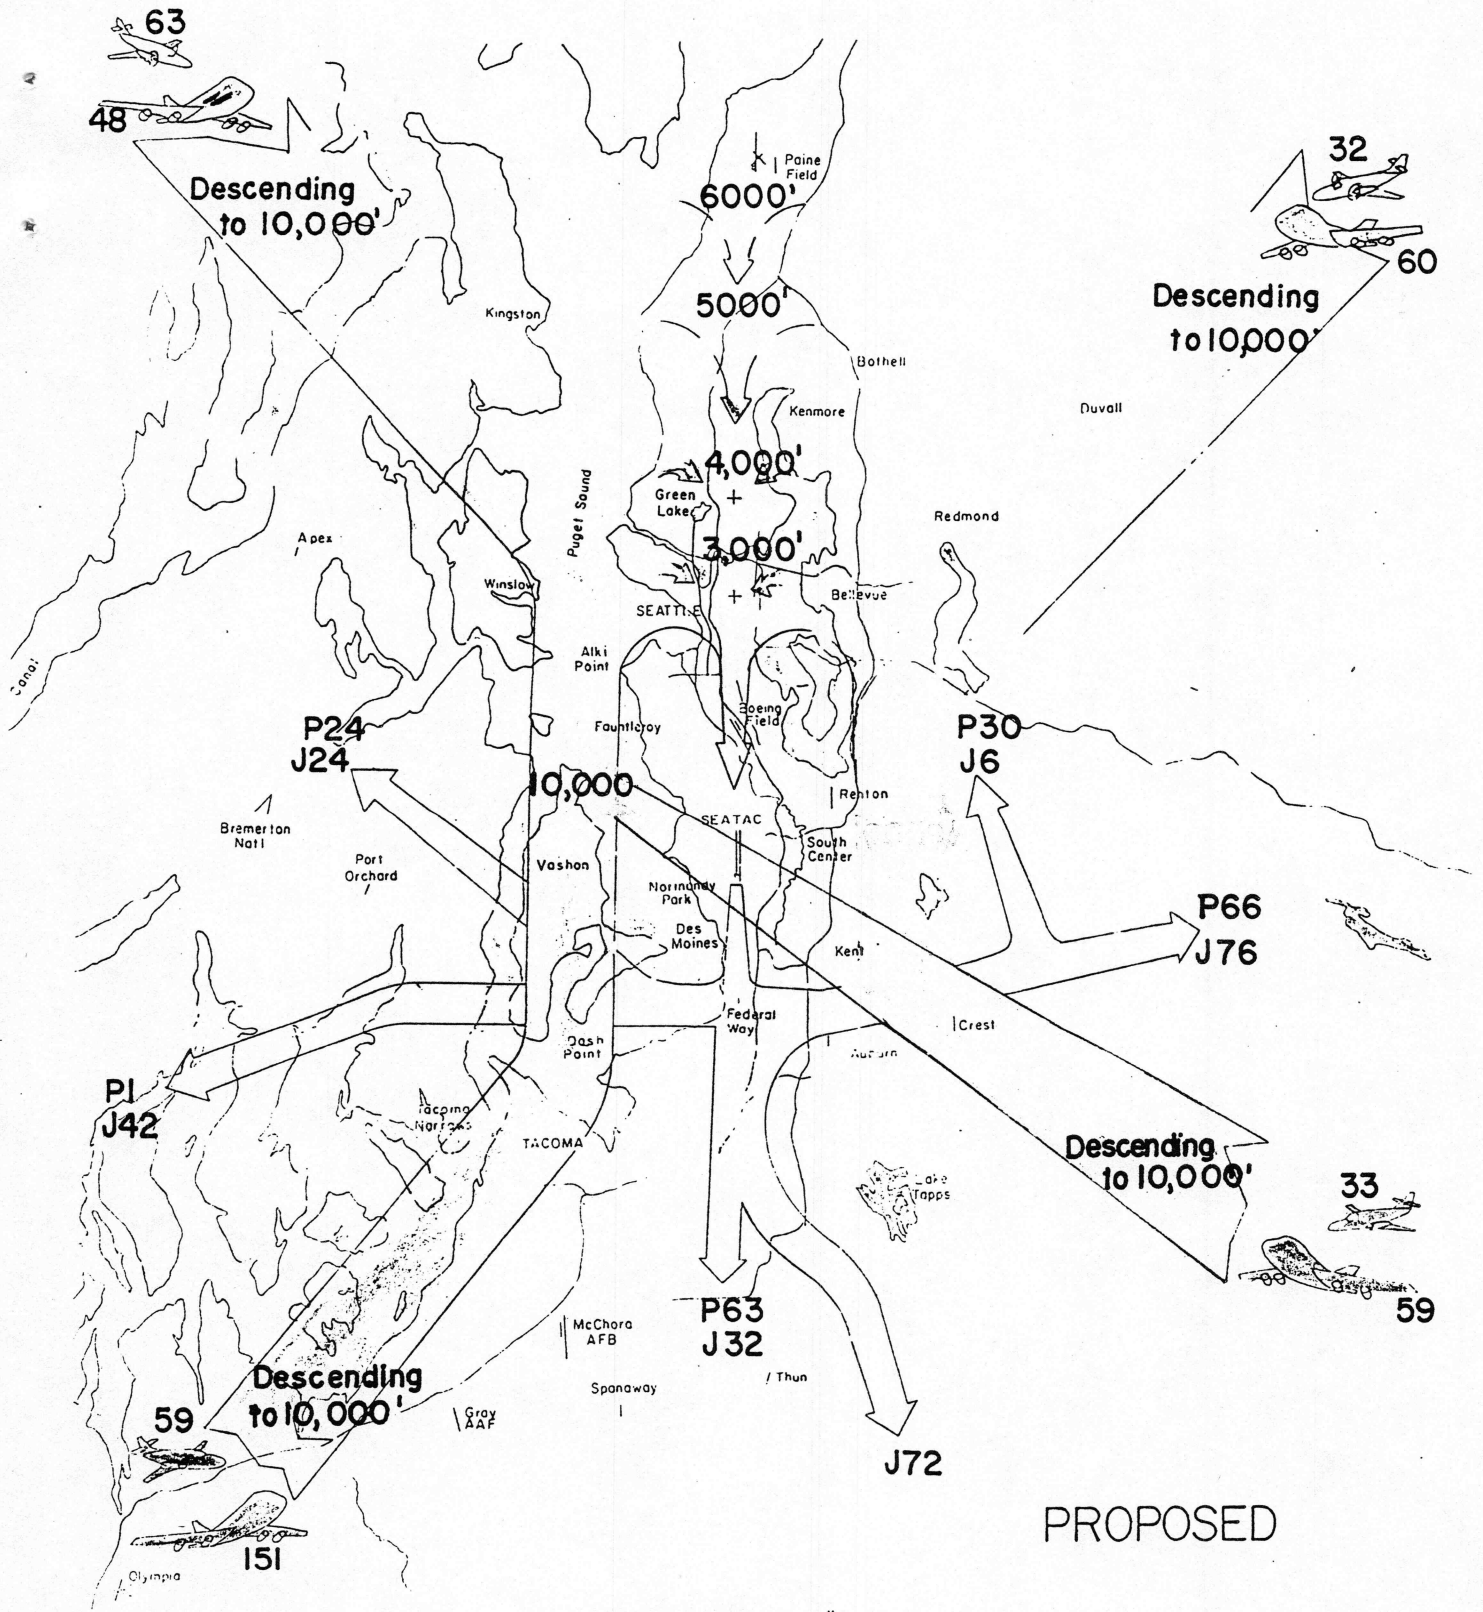 63
48
Descending
to 10,000'
Paine
Field
6000'
5000'
32
60
Descending
to 10,000'
Kingston
Bothell
Kenmore
Duvall
4,000'
Green
Lake
Puget Sound
3,000'
Redmond
Apex
Winslow
SEATTLE
Bellevue
Alki
Point
Canal
Fauntleroy
Boeing
Field
P24
J24
P30
J6
10,000
Renton
Bremerton
Natl
Port
Orchard
Vashon
SEATAC
South
Center
Normandy
Park
Des
Moines
Kent
P66
J76
Federal
Way
Crest
Dash
Point
Auburn
P1
J42
Tacoma
Narrows
TACOMA
Descending
to 10,000'
33
59
Lake
Tapps
P63
J32
McChord
AFB
Thun
Spanaway
Gray
AAF
Descending
to 10,000'
59
151
J72
Olympia
PROPOSED